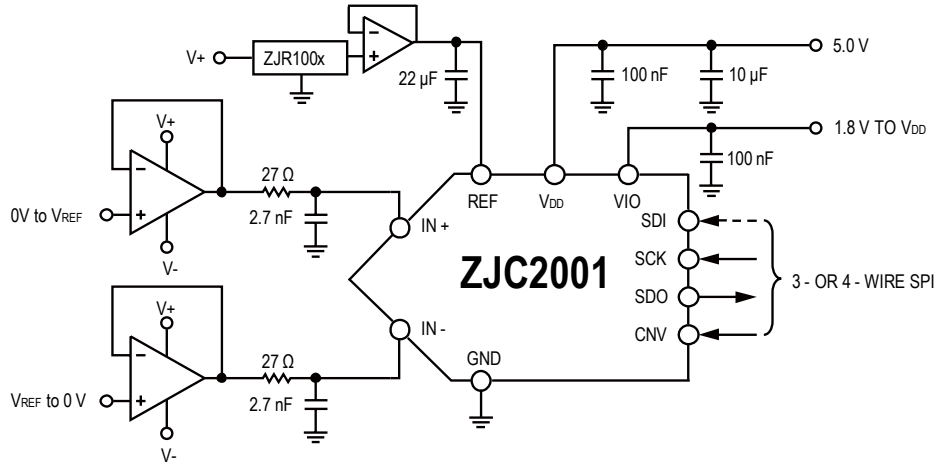 V+
ZJR100x
−
+
22 µF
100 nF
10 µF
5.0 V
1.8 V TO VDD
100 nF
V+
−
+
0V to VREF
V-
27 Ω
2.7 nF
REF
VDD
VIO
IN +
IN -
GND
ZJC2001
SDI
SCK
SDO
CNV
3 - OR 4 - WIRE SPI
V+
−
+
VREF to 0 V
V-
27 Ω
2.7 nF